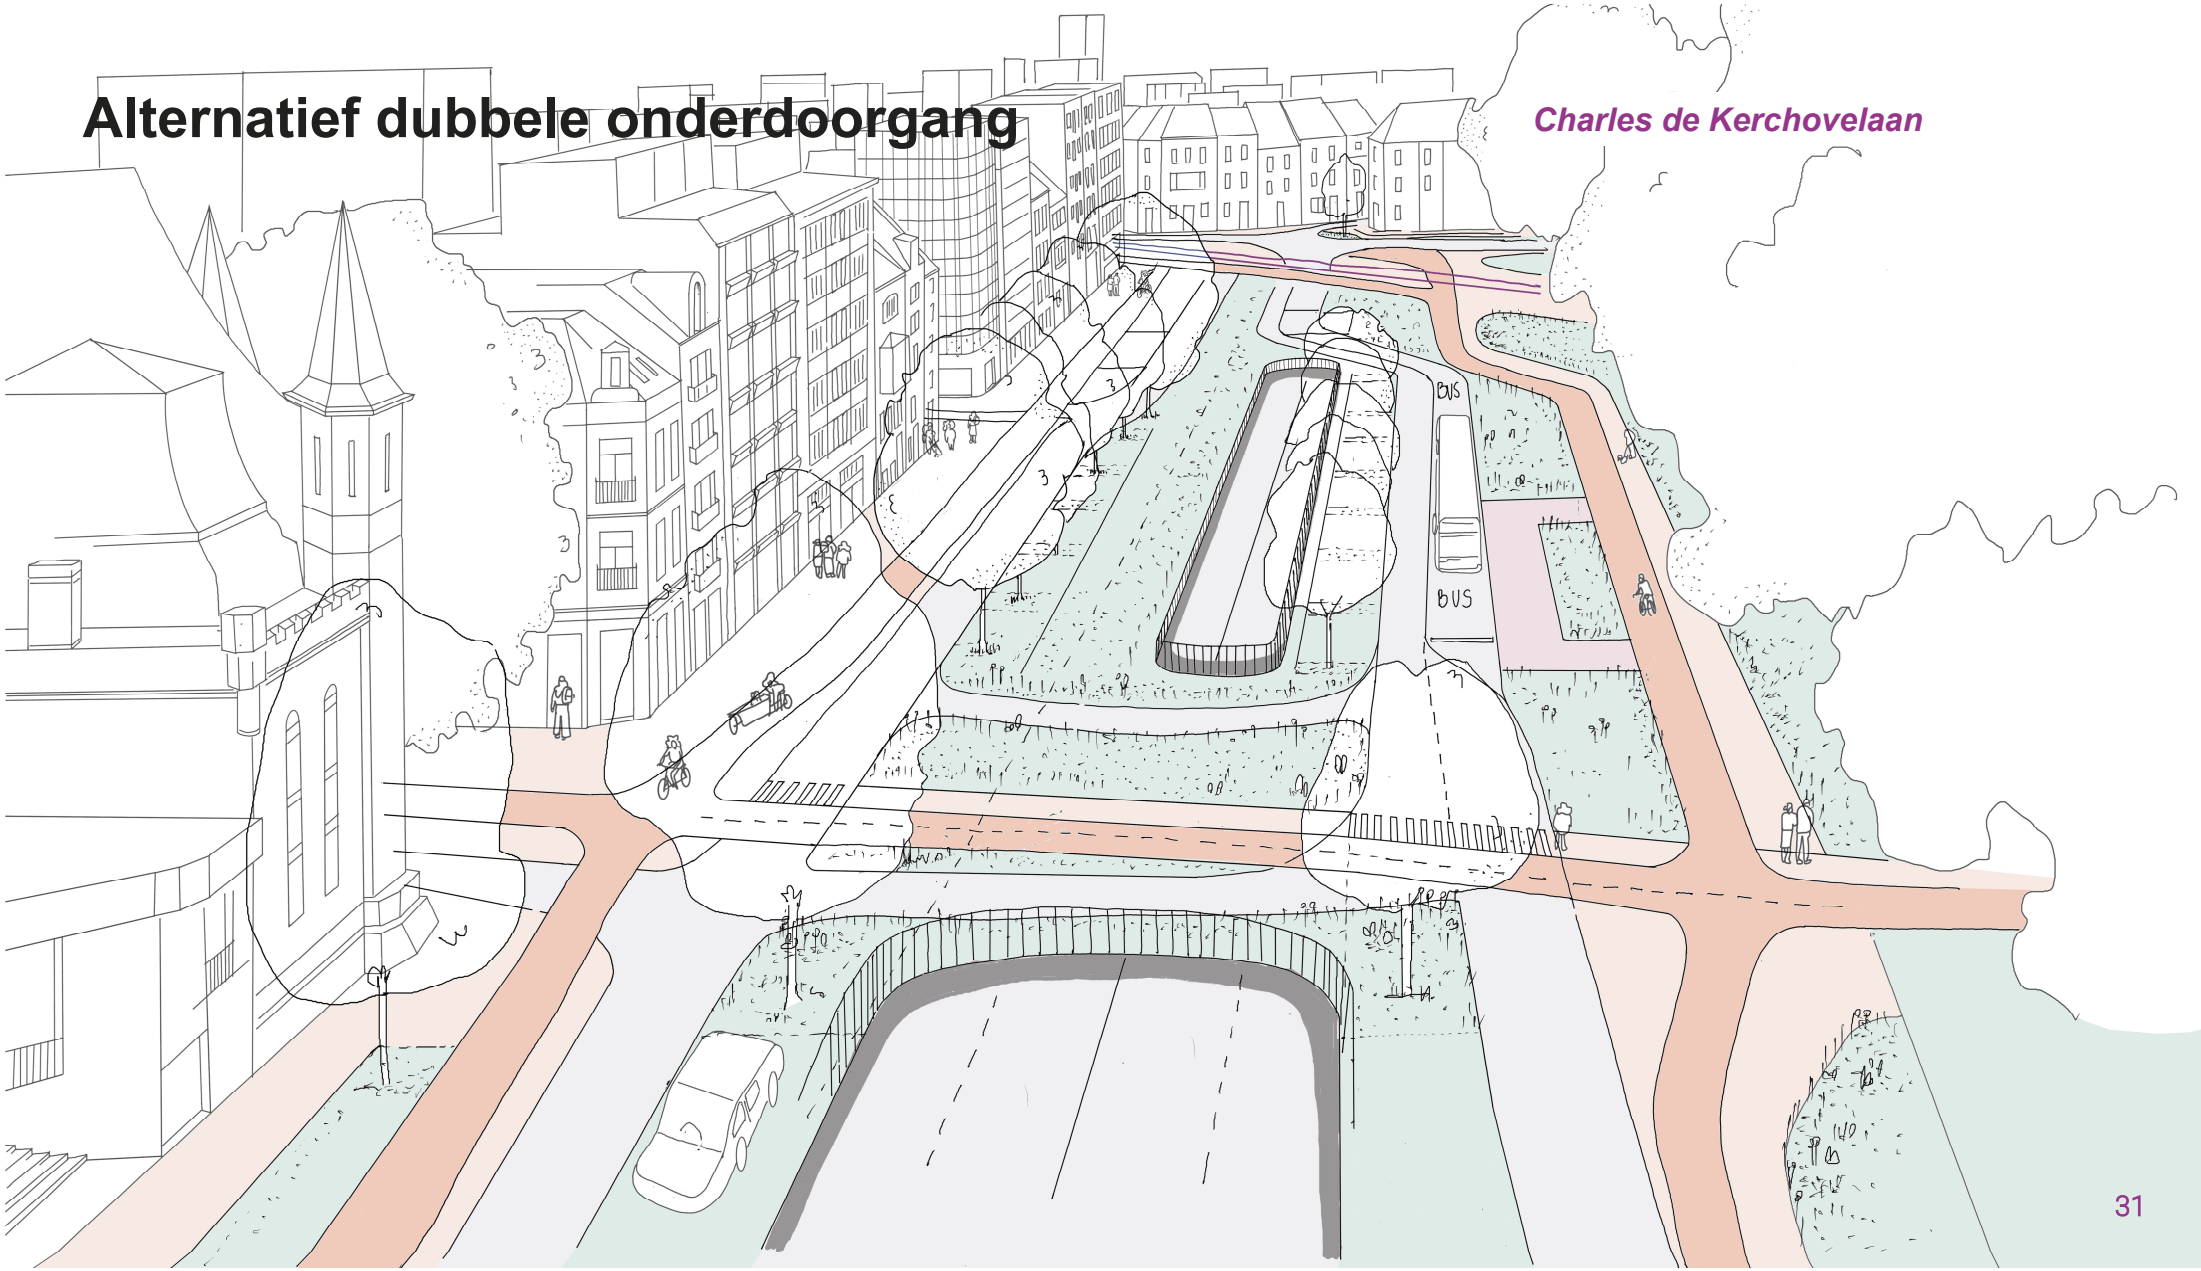 Alternatief dubbele onderdoorgang
Charles de Kerchovelaan
BUS
BUS
31